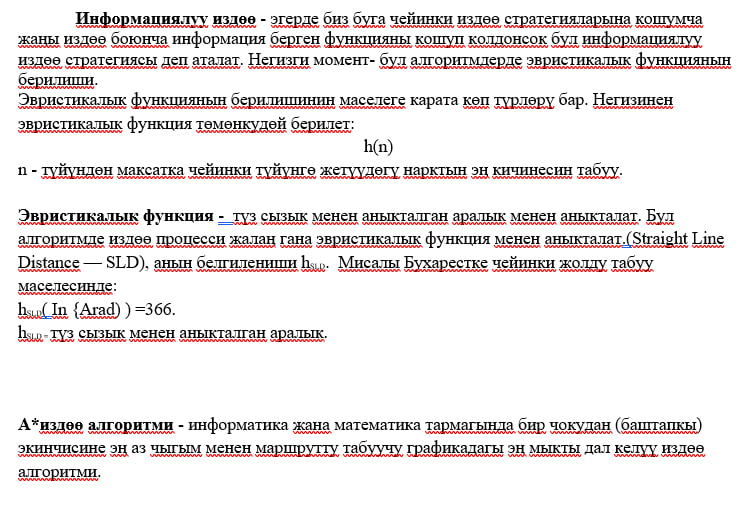 Информациялуу издөө - эгерде биз буга чейинки издөө стратегияларына кошумча
жаңы издөө боюнча информация берген функцияны кошуп колдонсок бул информациялуу
издөө стратегиясы деп аталат. Негизги момент- бул алгоритмдерде эвристикалык функциянын
берилиши.
Эвристикалык функциянын берилишинин маселеге карата көп түрлөрү бар. Негизинен
эвристикалык функция төмөнкүдөй берилет:
h(n)
n - түйүндөн максатка чейинки түйүнгө жетүүдөгү нарктын эң кичинесин табуу.
Эвристикалык функция - түз сызык менен аныкталган аралык менен аныкталат. Бул
алгоритмде издөө процесси жалаң гана эвристикалык функция менен аныкталат.(Straight Line
Distance — SLD), анын белгилениши hSLD. Мисалы Бухарестке чейинки жолду табуу
маселесинде:
hSLD( In {Arad) ) =366.
hSLD = түз сызык менен аныкталган аралык.
А*издөө алгоритми - информатика жана математика тармагында бир чокудан (баштапкы)
экинчисине эң аз чыгым менен маршрутту табуучу графикадагы эң мыкты дал келүү издөө
алгоритми.